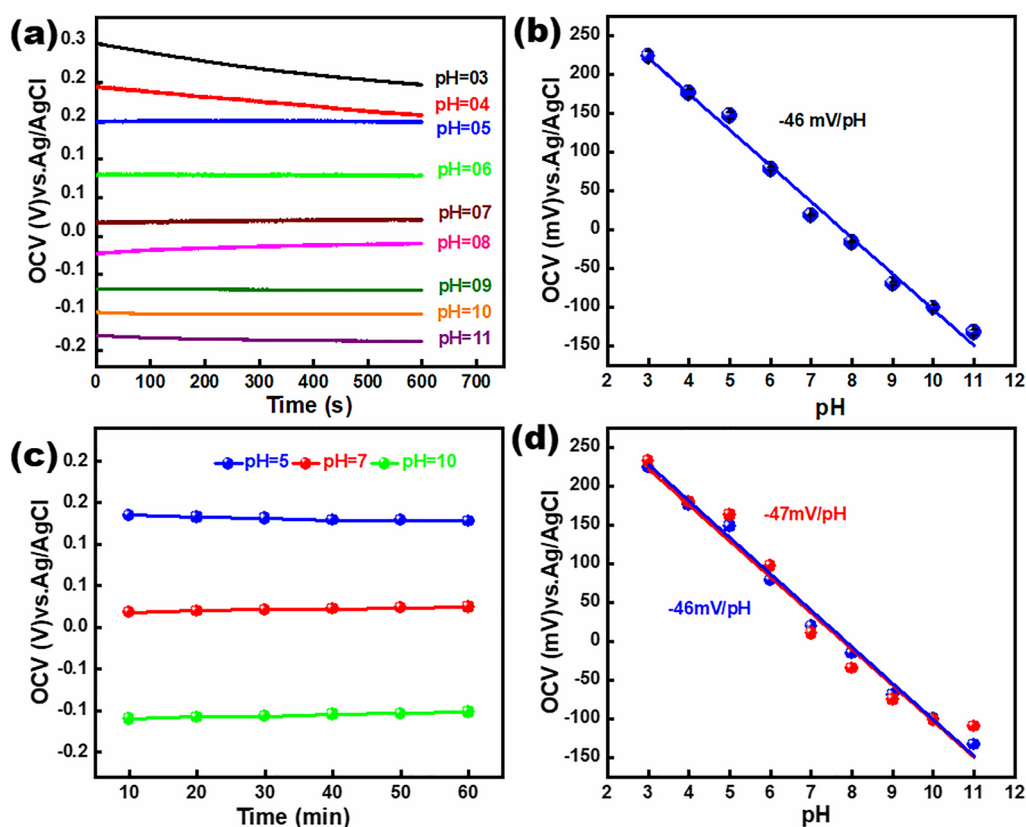 (a)
OCV (V)vs.Ag/AgCl
0.3
0.2
0.2
0.1
0.1
0.0
-0.1
-0.1
-0.2
pH=03
pH=04
pH=05
pH=06
pH=07
pH=08
pH=09
pH=10
pH=11
0 100 200 300 400 500 600 700
Time (s)
(b)
OCV (mV)vs.Ag/AgCl
250
200
150
100
50
0
-50
-100
-150
-46 mV/pH
2 3 4 5 6 7 8 9 10 11 12
pH
(c)
OCV (V)vs.Ag/AgCl
0.2
0.2
0.1
0.1
0.0
-0.1
-0.1
-0.2
pH=5 pH=7 pH=10
10 20 30 40 50 60
Time (min)
(d)
OCV (mV)vs.Ag/AgCl
250
200
150
100
50
0
-50
-100
-150
-47mV/pH
-46mV/pH
2 3 4 5 6 7 8 9 10 11 12
pH